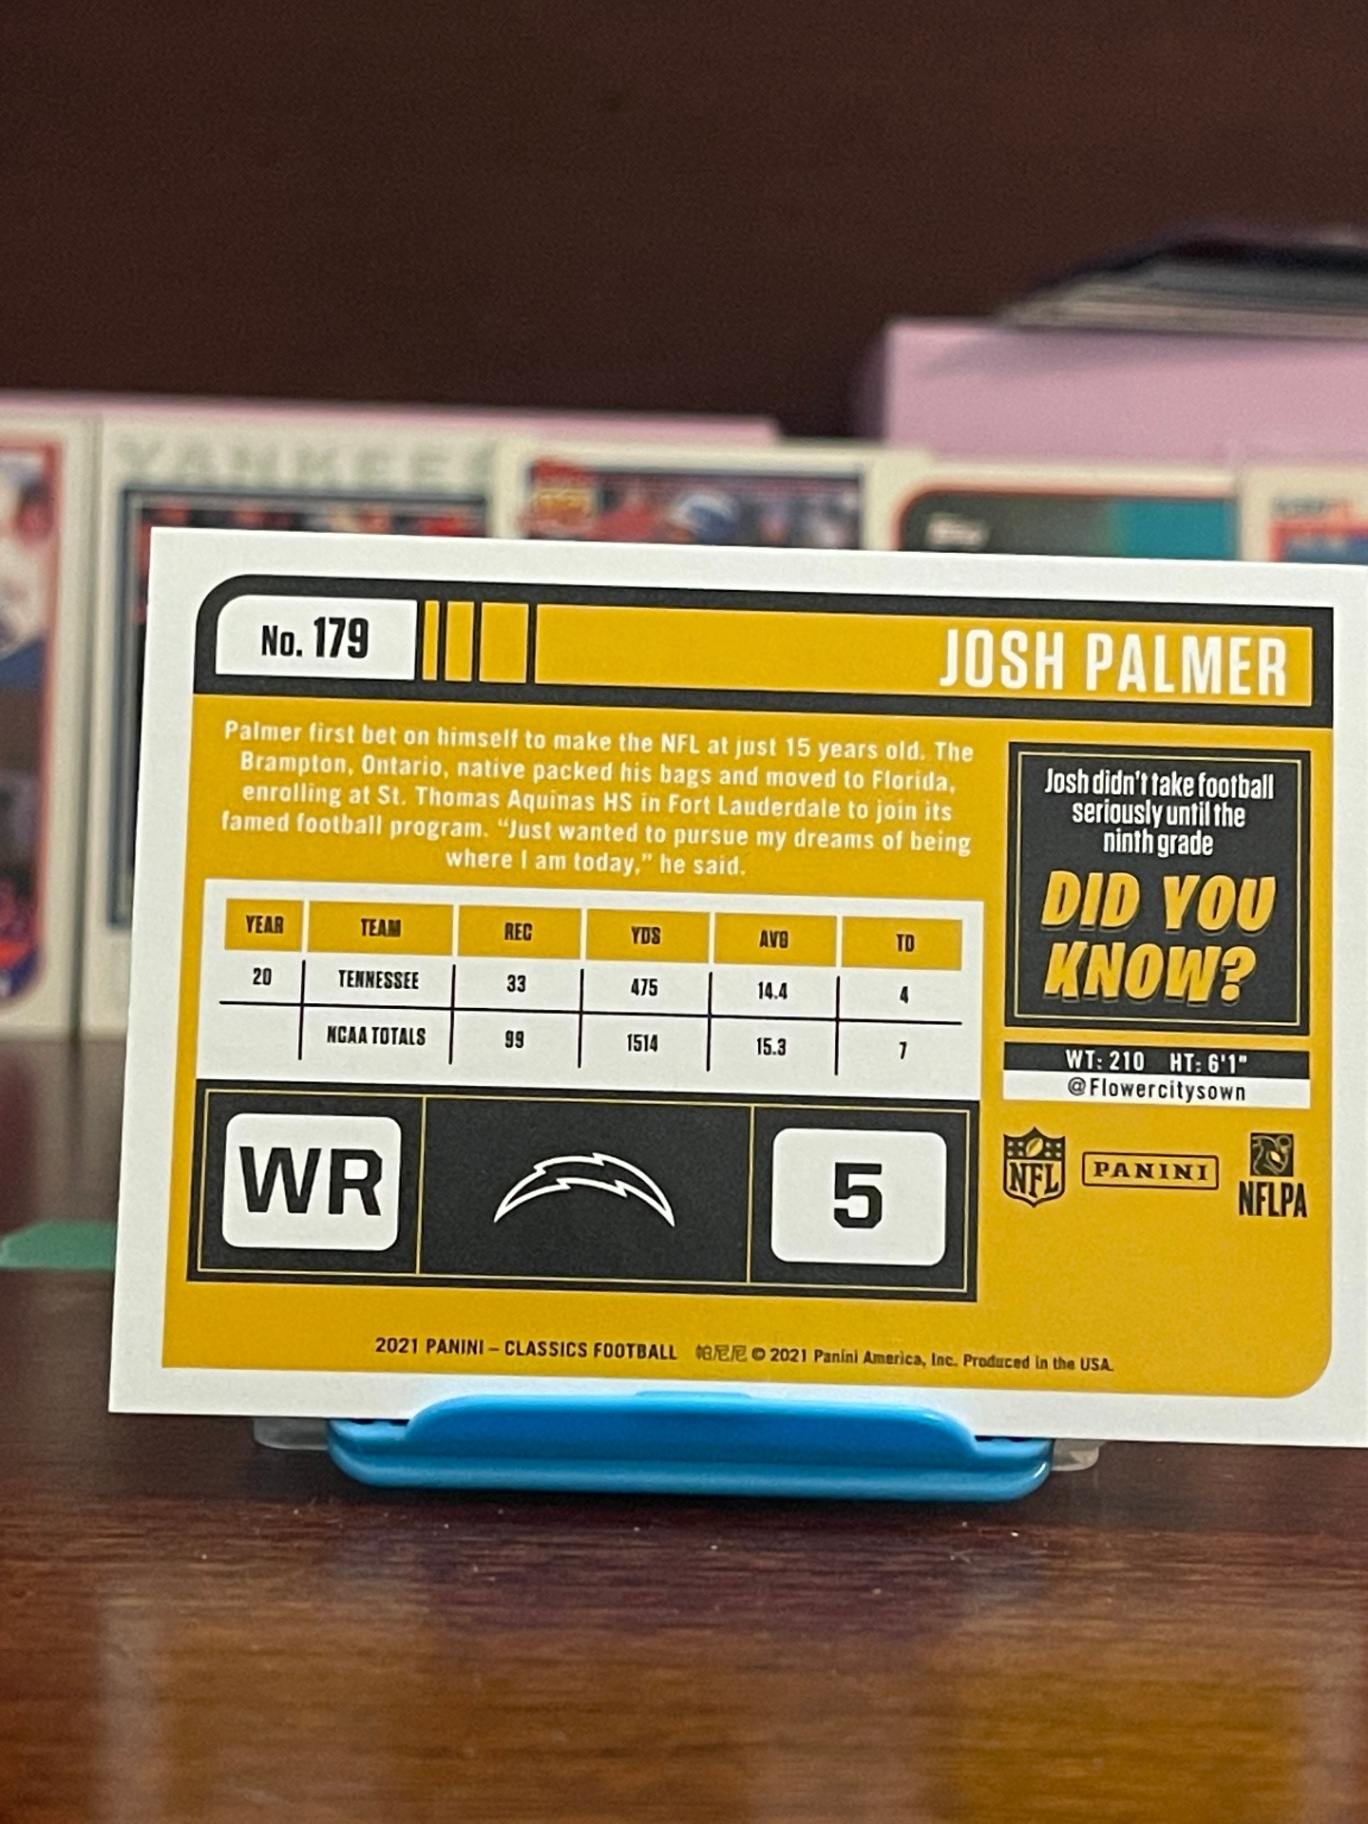 YANKEES
No. 179
JOSH PALMER
Palmer first bet on himself to make the NFL at just 15 years old. The
Brampton, Ontario, native packed his bags and moved to Florida,
enrolling at St. Thomas Aquinas HS in Fort Lauderdale to join its
famed football program. “Just wanted to pursue my dreams of being
where I am today,” he said.
Josh didn't take football
seriously until the
ninth grade
DID YOU
KNOW?
YEAR TEAM REC YDS AVG TD
20 TENNESSEE 33 475 14.4 4
NCAA TOTALS 99 1514 15.3 7
WT: 210 HT: 6'1"
@Flowercitysown
WR
5
NFL
PANINI
NFLPA
2021 PANINI – CLASSICS FOOTBALL 帕尼尼 © 2021 Panini America, Inc. Produced in the USA.